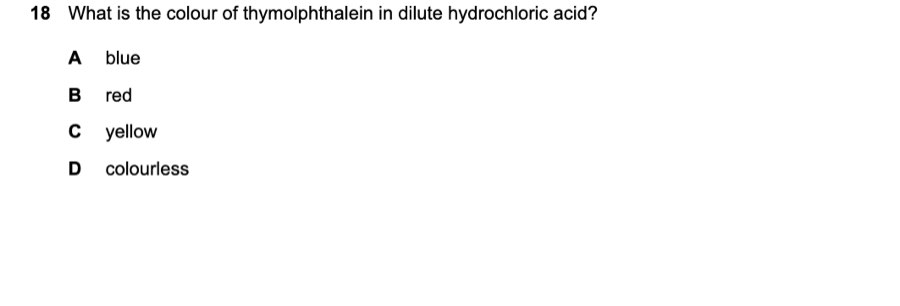 18 What is the colour of thymolphthalein in dilute hydrochloric acid?
A blue
B red
C yellow
D colourless